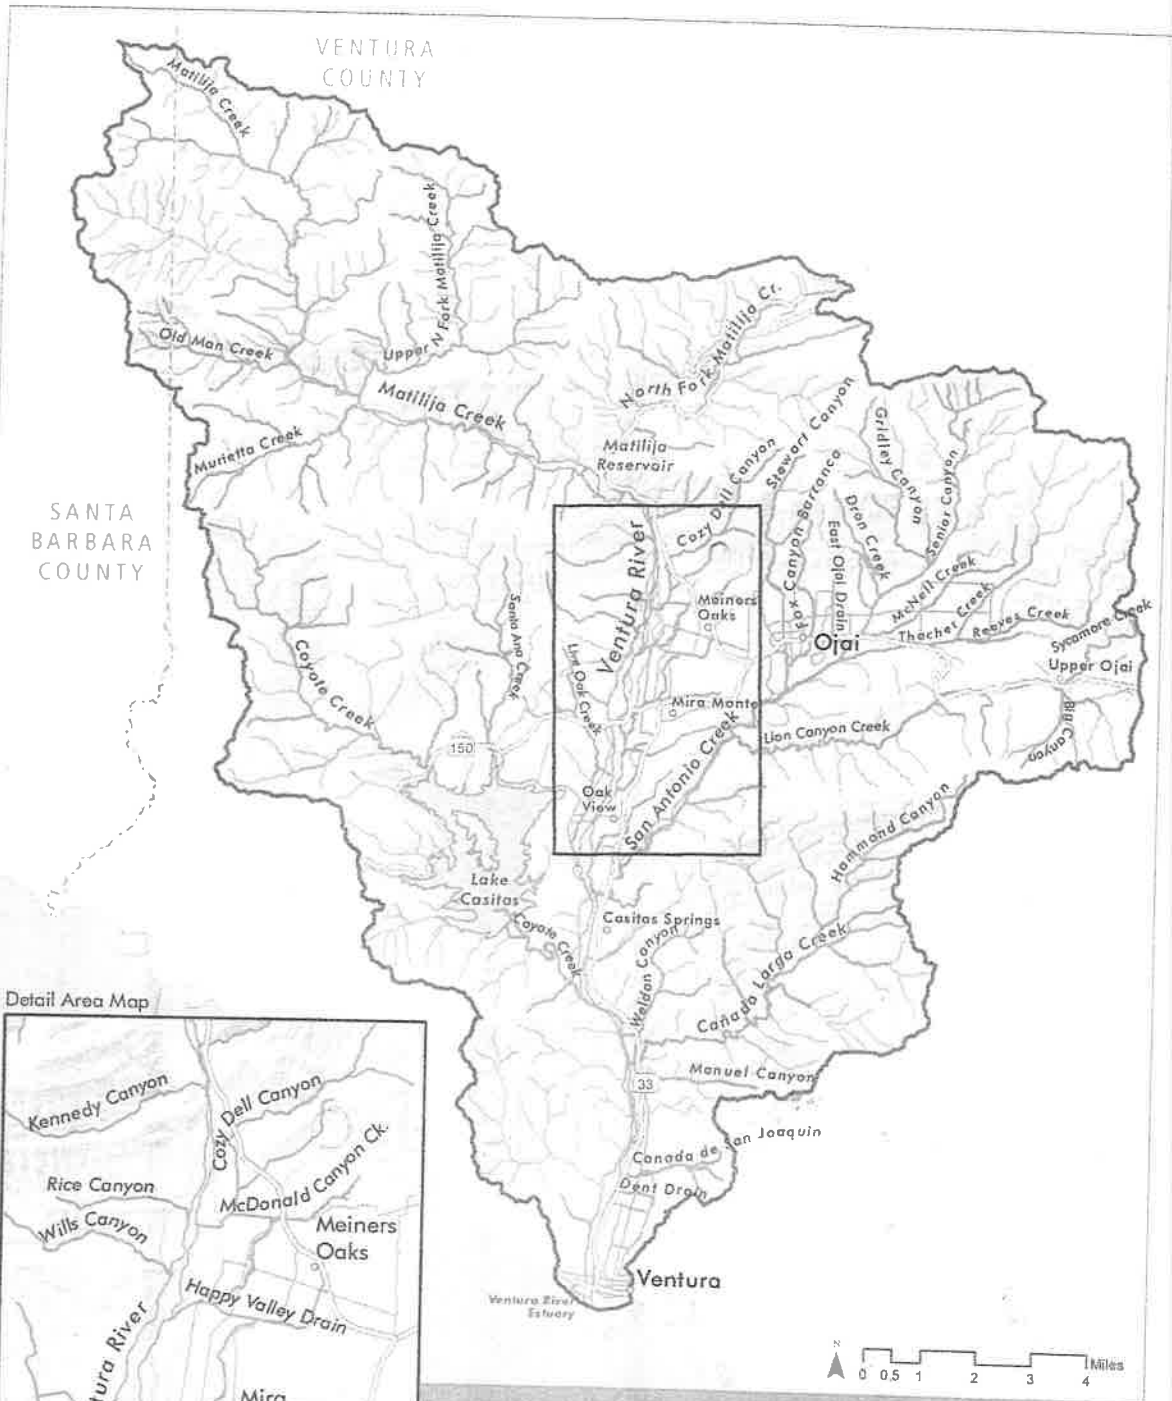 VENTURA
COUNTY
Matilija Creek
Upper N Fork Matilija Creek
Old Man Creek
Matilija Creek
North Fork Matilija Cr.
Murietta Creek
Matilija
Reservoir
Cozy Dell Canyon
Stewart Canyon
Gridley Canyon
Senior Canyon
Fox Canyon Barranca
Dron Creek
East Ojai Drain
SANTA
BARBARA
COUNTY
Ventura River
Meiners
Oaks
McNell Creek
Thacher Creek
Reeves Creek
Sycamore Creek
Ojai
Upper Ojai
Santa Ana Creek
Live Oak Creek
Coyote Creek
Mira Monte
Lion Canyon Creek
Big Canyon
150
Oak
View
San Antonio Creek
Hammond Canyon
Lake
Casitas
Coyote Creek
Casitas Springs
Weldon Canyon
Cañada Larga Creek
33
Manuel Canyon
Canada de San Joaquin
Dent Drain
Ventura
Ventura River
Estuary
Detail Area Map
Kennedy Canyon
Cozy Dell Canyon
Rice Canyon
McDonald Canyon Ck.
Wills Canyon
Meiners
Oaks
Happy Valley Drain
tura River
Mira
N
0 0.5 1 2 3 4
Miles